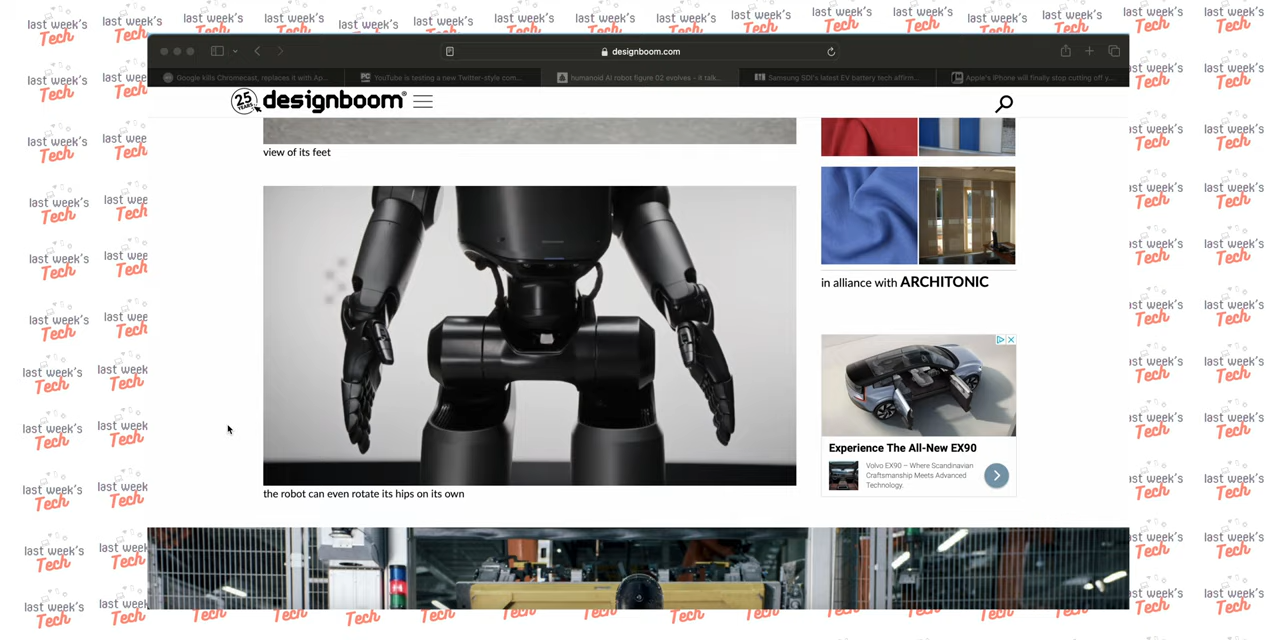 designboom.com
Google kills Chromecast, replaces it with Ap...
YouTube is testing a new Twitter-style com...
humanoid AI robot figure 02 evolves - it talk...
Samsung SDI's latest EV battery tech affirm...
Apple's iPhone will finally stop cutting off y...
25 YEARS
designboom®
view of its feet
the robot can even rotate its hips on its own
in alliance with ARCHITONIC
Experience The All-New EX90
Volvo EX90 – Where Scandinavian
Craftsmanship Meets Advanced
Technology.
last week's
Tech